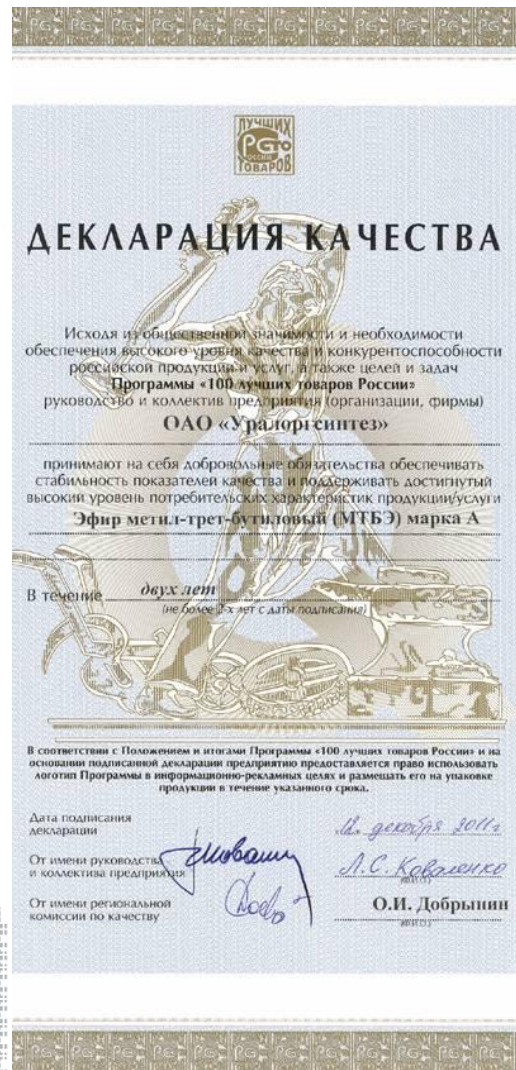 ЛУЧШИХ
PG
РОССИИ
ТОВАРОВ
ДЕКЛАРАЦИЯ КАЧЕСТВА
Исходя из общественной значимости и необходимости
обеспечения высокого уровня качества и конкурентоспособности
российской продукции и услуг, а также целей и задач
Программы «100 лучших товаров России»
руководство и коллектив предприятия (организации, фирмы)
ОАО «Уралоргсинтез»
принимают на себя добровольные обязательства обеспечивать
стабильность показателей качества и поддерживать достигнутый
высокий уровень потребительских характеристик продукции/услуги
Эфир метил-трет-бутиловый (МТБЭ) марка А
В течение двух лет
(не более 2-х лет с даты подписания)
В соответствии с Положением и итогами Программы «100 лучших товаров России» и на
основании подписанной декларации предприятию предоставляется право использовать
логотип Программы в информационно-рекламных целях и размещать его на упаковке
продукции в течение указанного срока.
Дата подписания
декларации
12 декабря 2011г
От имени руководства
и коллектива предприятия
Л.С. Коваленко
(Ф.И.О.)
От имени региональной
комиссии по качеству
О.И. Добрынин
(Ф.И.О.)